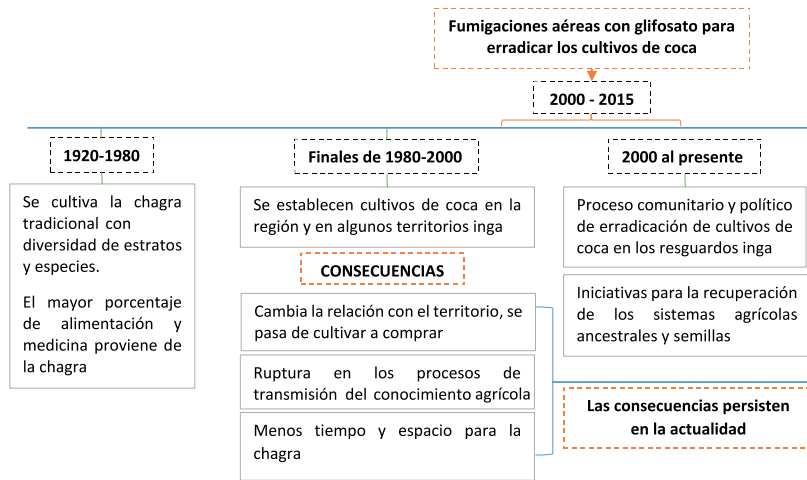 Fumigaciones aéreas con glifosato para
erradicar los cultivos de coca
2000 - 2015
1920-1980
Se cultiva la chagra
tradicional con
diversidad de estratos
y especies.
El mayor porcentaje
de alimentación y
medicina proviene de
la chagra
Finales de 1980-2000
Se establecen cultivos de coca en la
región y en algunos territorios inga
CONSECUENCIAS
Cambia la relación con el territorio, se
pasa de cultivar a comprar
Ruptura en los procesos de
transmisión del conocimiento agrícola
Menos tiempo y espacio para la
chagra
2000 al presente
Proceso comunitario y político
de erradicación de cultivos de
coca en los resguardos inga
Iniciativas para la recuperación
de los sistemas agrícolas
ancestrales y semillas
Las consecuencias persisten
en la actualidad